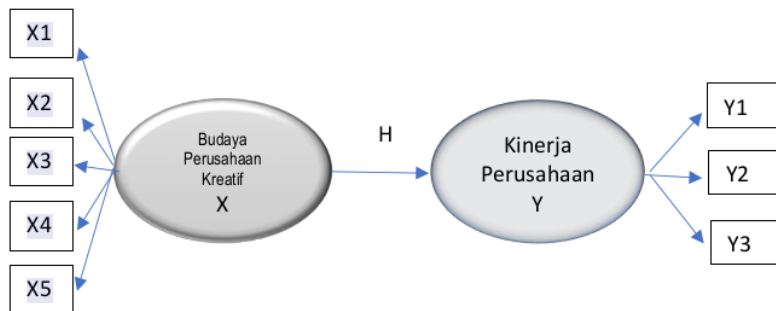 X1
X2
X3
X4
X5
Budaya
Perusahaan
Kreatif
X
H
Kinerja
Perusahaan
Y
Y1
Y2
Y3